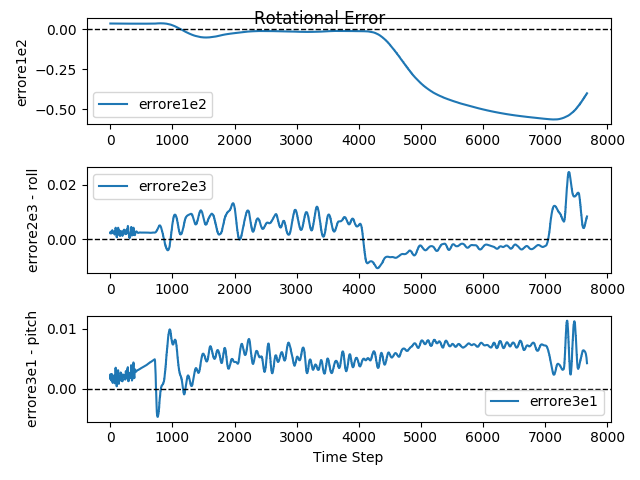 Rotational Error
errore1e2
0.00
−0.25
−0.50
errore1e2
0 1000 2000 3000 4000 5000 6000 7000 8000
errore2e3 - roll
0.02
0.00
errore2e3
0 1000 2000 3000 4000 5000 6000 7000 8000
errore3e1 - pitch
0.01
0.00
errore3e1
0 1000 2000 3000 4000 5000 6000 7000 8000
Time Step